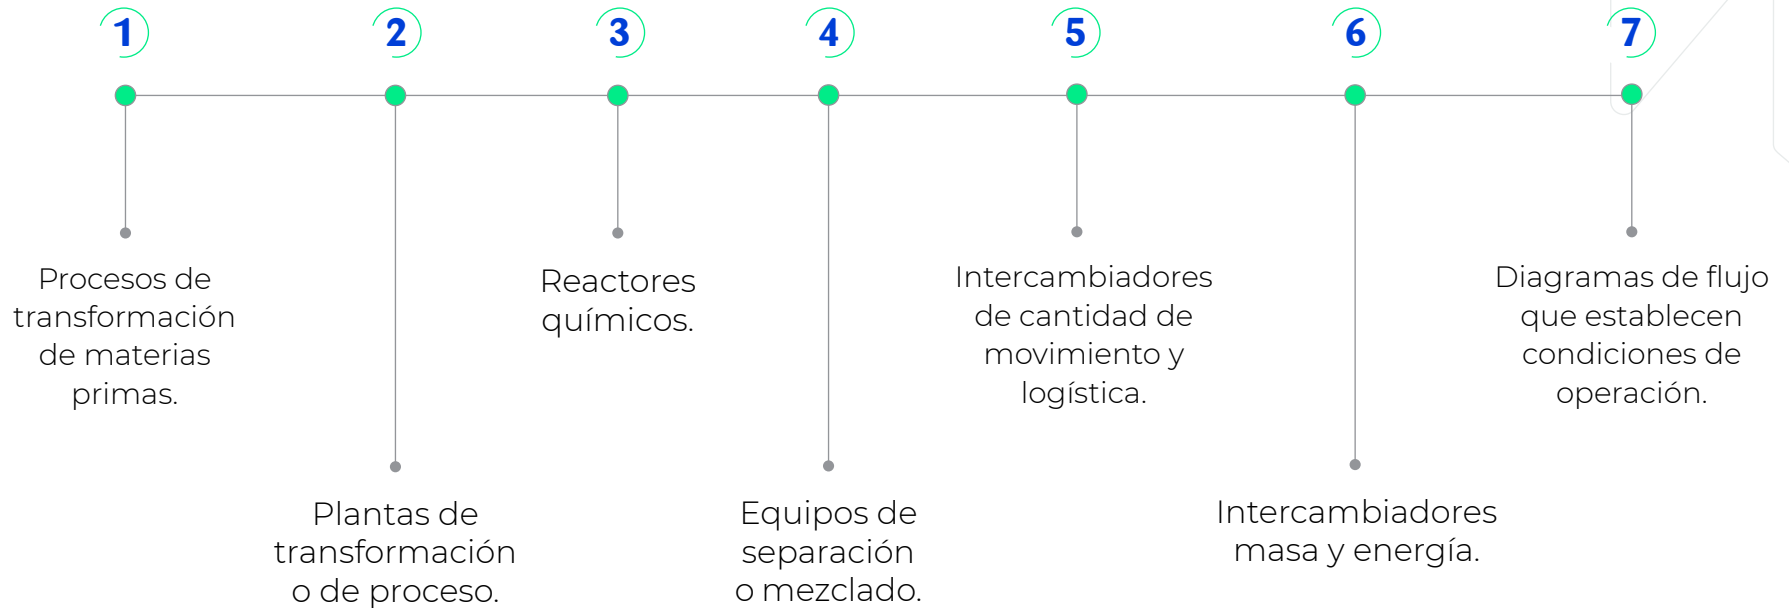 1
Procesos de
transformación
de materias
primas.
2
Plantas de
transformación
o de proceso.
3
Reactores
químicos.
4
Equipos de
separación
o mezclado.
5
Intercambiadores
de cantidad de
movimiento y
logística.
6
Intercambiadores
masa y energía.
7
Diagramas de flujo
que establecen
condiciones de
operación.